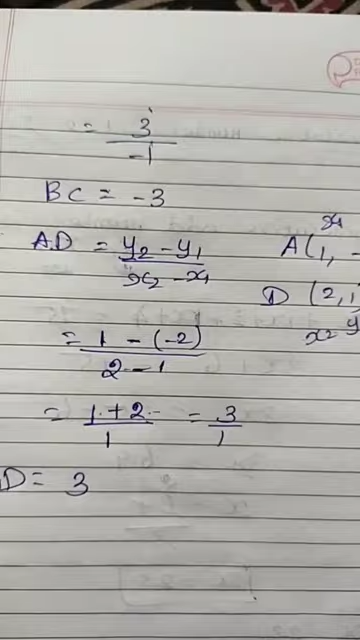 = 3 / -1
BC = -3
AD = y₂ - y₁ / x₂ - x₁
x₁
A(1, -
D (2, 1
x₂ y
= 1 - (-2) / 2 - 1
= 1 + 2 / 1 = 3 / 1
D = 3